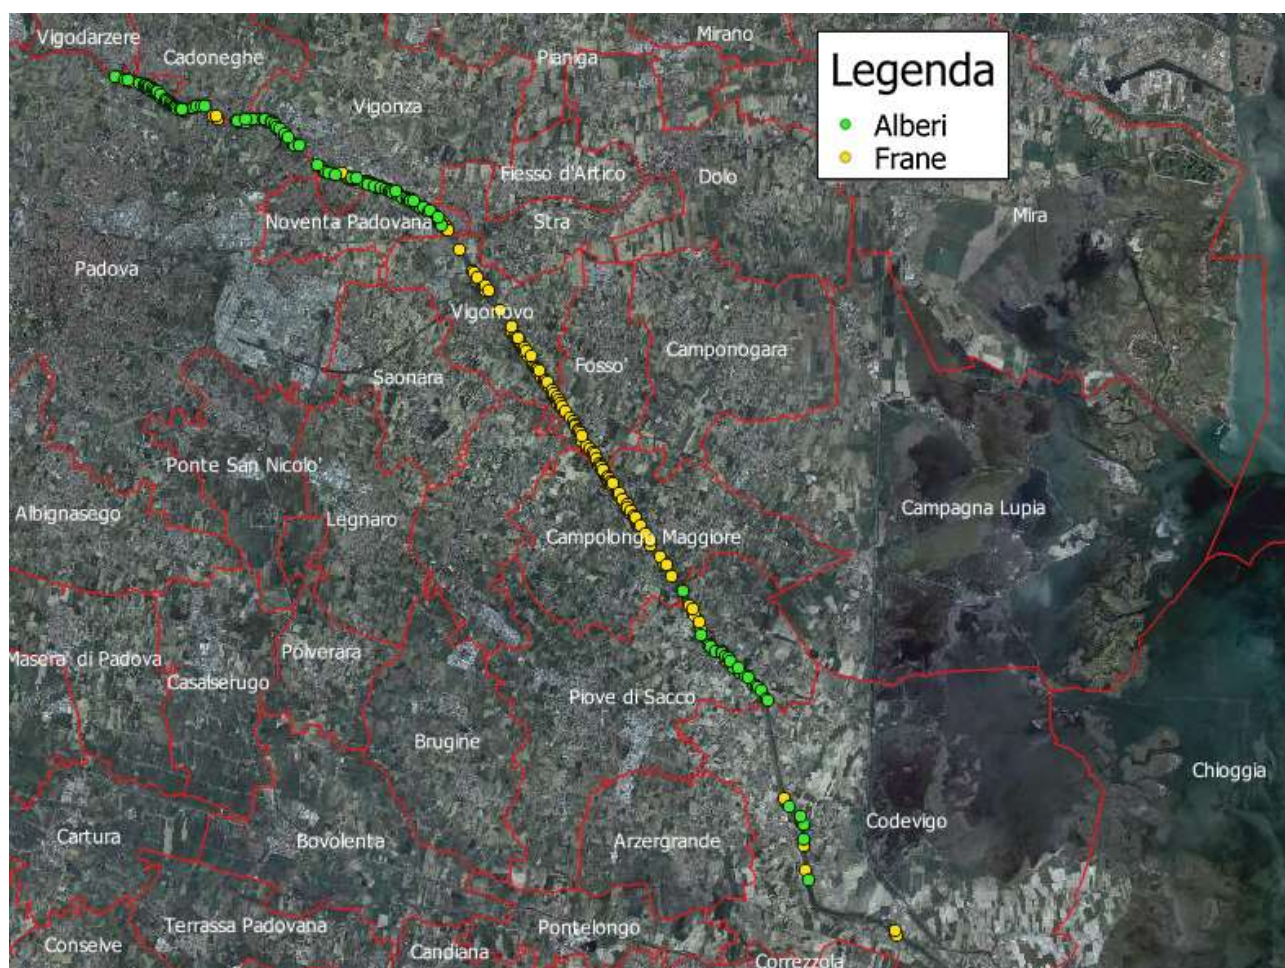 Vigodarzere
Cadoneghe
Pianiga
Mirano
Legenda
Alberi
Frane
Vigonza
Fiesso d'Artico
Dolo
Noventa Padovana
Stra
Mira
Padova
Vigonovo
Saonara
Fosso'
Camponogara
Ponte San Nicolo'
Albignasego
Legnaro
Campagna Lupia
Campolongo Maggiore
Masera' di Padova
Polverara
Casalserugo
Piove di Sacco
Brugine
Chioggia
Cartura
Bovolenta
Arzergrande
Codevigo
Terrassa Padovana
Pontelongo
Conselve
Candiana
Correzzola